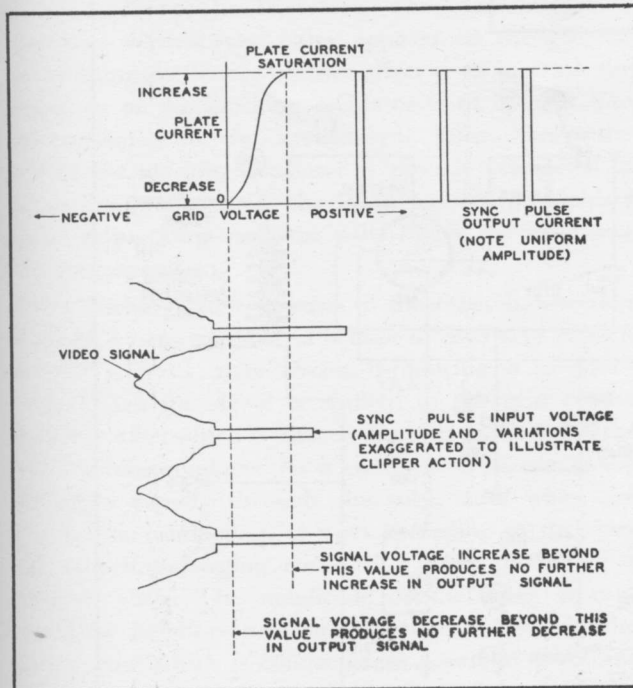 PLATE CURRENT
SATURATION
INCREASE
PLATE
CURRENT
DECREASE
0
NEGATIVE GRID VOLTAGE POSITIVE
SYNC PULSE
OUTPUT CURRENT
(NOTE UNIFORM
AMPLITUDE)
VIDEO SIGNAL
SYNC PULSE INPUT VOLTAGE
(AMPLITUDE AND VARIATIONS
EXAGGERATED TO ILLUSTRATE
CLIPPER ACTION)
SIGNAL VOLTAGE INCREASE BEYOND
THIS VALUE PRODUCES NO FURTHER
INCREASE IN OUTPUT SIGNAL
SIGNAL VOLTAGE DECREASE BEYOND THIS
VALUE PRODUCES NO FURTHER DECREASE
IN OUTPUT SIGNAL